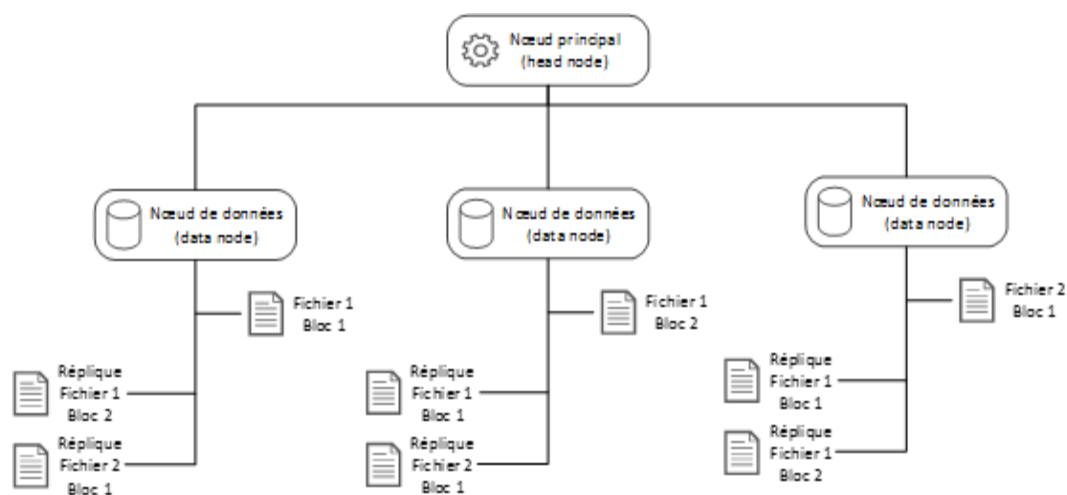 Nœud principal
(head node)
Nœud de données
(data node)
Nœud de données
(data node)
Nœud de données
(data node)
Fichier 1
Bloc 1
Réplique
Fichier 1
Bloc 2
Réplique
Fichier 2
Bloc 1
Fichier 1
Bloc 2
Réplique
Fichier 1
Bloc 1
Réplique
Fichier 2
Bloc 1
Fichier 2
Bloc 1
Réplique
Fichier 1
Bloc 1
Réplique
Fichier 1
Bloc 2